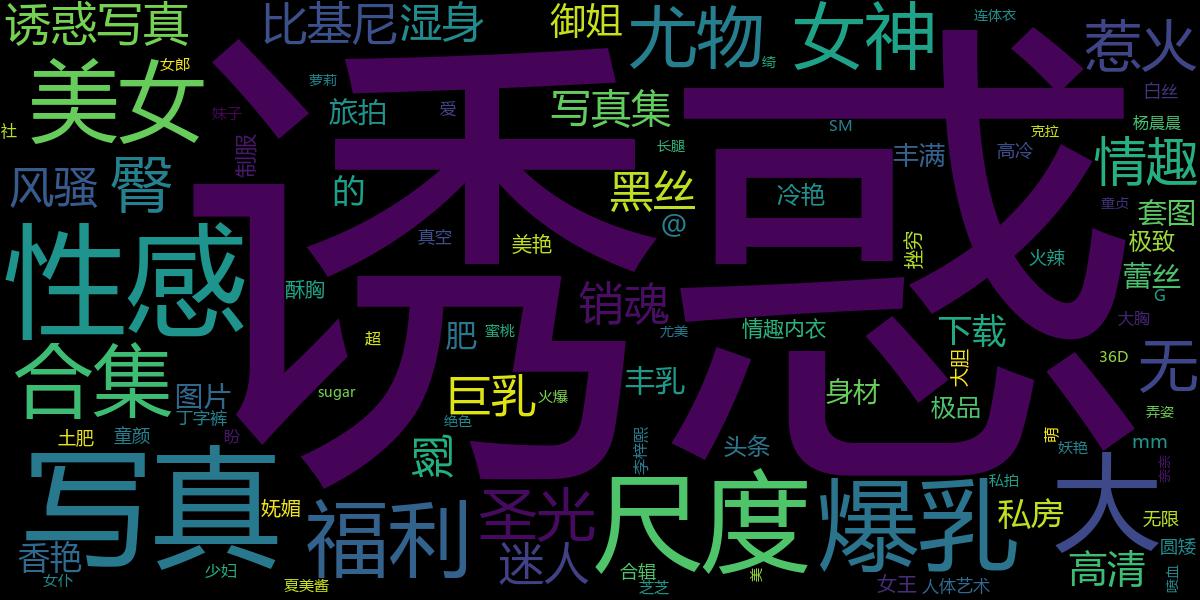 诱惑写真
比基尼
湿身
御姐
尤物
女神
连体衣
惹火
美女
女郎
萝莉
旅拍
爱
写真集
绮
白丝
社
妹子
制服
诱惑
SM
克拉
杨晨晨
长腿
丰满
高冷
情趣
风骚
臀
的
黑丝
冷艳
童贞
套图
@
性感
真空
美艳
挫穷
火辣
极致
蕾丝
G
酥胸
销魂
尤美
情趣内衣
下载
大胸
超
肥
蜜桃
合集
图片
sugar
巨乳
火爆
丰乳
身材
大胆
极品
36D
无
弄姿
丁字裤
绝色
土肥
童颜
盼
翘
李梓熙
头条
萌
妖艳
mm
写真
亲亲
妩媚
福利
圣光
尺度
爆乳
私拍
私房
大
无限
香艳
女仆
少妇
夏美酱
迷人
合辑
芝芝
美
女王
人体艺术
高清
圆矮
喷血